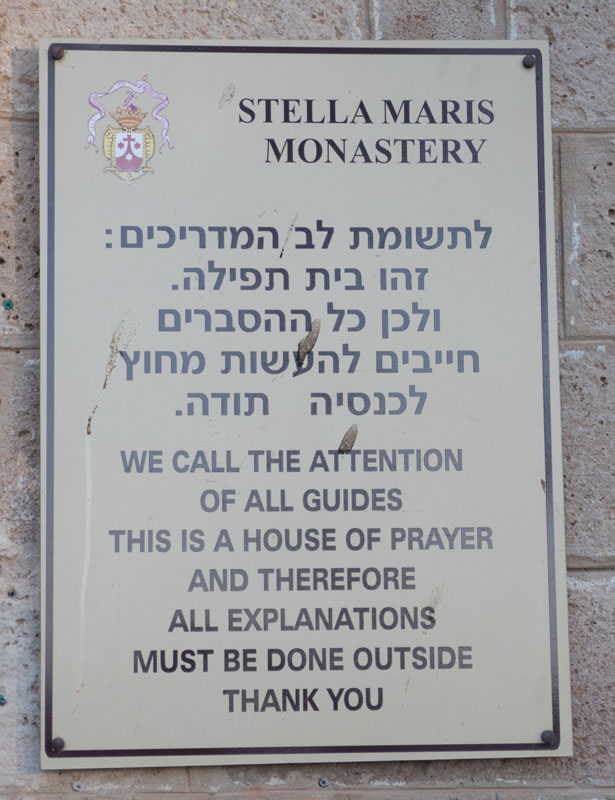 STELLA MARIS
MONASTERY
לתשומת לב המדריכים:
זהו בית תפילה.
ולכן כל ההסברים
חייבים להעשות מחוץ
לכנסיה תודה.
WE CALL THE ATTENTION
OF ALL GUIDES
THIS IS A HOUSE OF PRAYER
AND THEREFORE
ALL EXPLANATIONS
MUST BE DONE OUTSIDE
THANK YOU